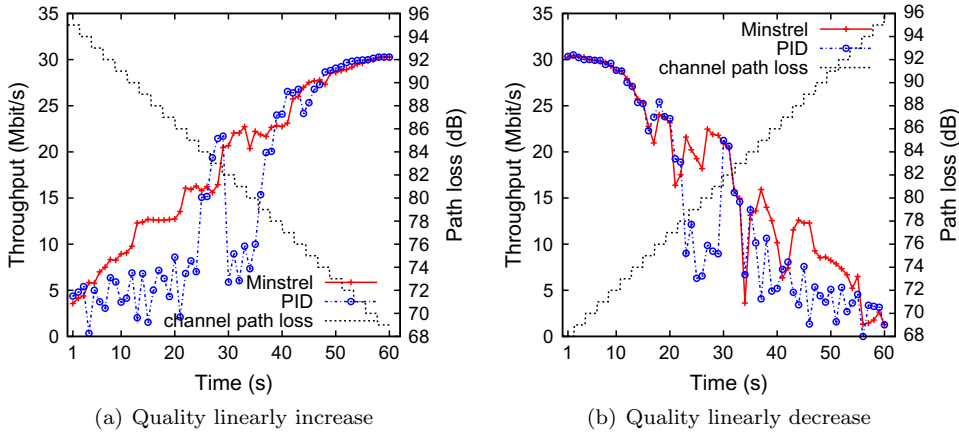 35
30
25
20
15
10
5
0
Throughput (Mbit/s)
96
94
92
90
88
86
84
82
80
78
76
74
72
70
68
Path loss (dB)
Minstrel
PID
channel path loss
1 10 20 30 40 50 60
Time (s)
(a) Quality linearly increase
35
30
25
20
15
10
5
0
Throughput (Mbit/s)
Minstrel
PID
channel path loss
96
94
92
90
88
86
84
82
80
78
76
74
72
70
68
Path loss (dB)
1 10 20 30 40 50 60
Time (s)
(b) Quality linearly decrease